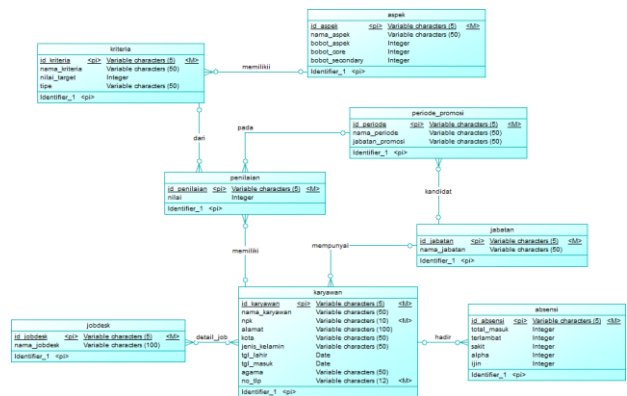 aspek
id_aspek <pi> Variable characters (5) <M>
nama_aspek Variable characters (50)
bobot_aspek Integer
bobot_core Integer
bobot_secondary Integer
Identifier_1 <pi>
kriteria
id_kriteria <pi> Variable characters (5) <M>
nama_kriteria Variable characters (50)
nilai_target Integer
tipe Variable characters (50)
Identifier_1 <pi>
memilikii
periode_promosi
id_periode <pi> Variable characters (5) <M>
nama_periode Variable characters (50)
jabatan_promosi Variable characters (50)
Identifier_1 <pi>
pada
dari
penilaian
id_penilaian <pi> Variable characters (5) <M>
nilai Integer
Identifier_1 <pi>
kandidat
jabatan
id_jabatan <pi> Variable characters (5) <M>
nama_jabatan Variable characters (50)
Identifier_1 <pi>
memiliki
mempunyai
karyawan
id_karyawan <pi> Variable characters (5) <M>
nama_karyawan Variable characters (50)
npk Variable characters (10) <M>
alamat Variable characters (100)
kota Variable characters (50)
jenis_kelamin Variable characters (50)
tgl_lahir Date
tgl_masuk Date
agama Variable characters (50)
no_tlp Variable characters (12) <M>
Identifier_1 <pi>
jobdesk
id_jobdesk <pi> Variable characters (5) <M>
nama_jobdesk Variable characters (100)
Identifier_1 <pi>
detail_job
hadir
absensi
id_absensi <pi> Variable characters (5) <M>
total_masuk Integer
terlambat Integer
sakit Integer
alpha Integer
ijin Integer
Identifier_1 <pi>